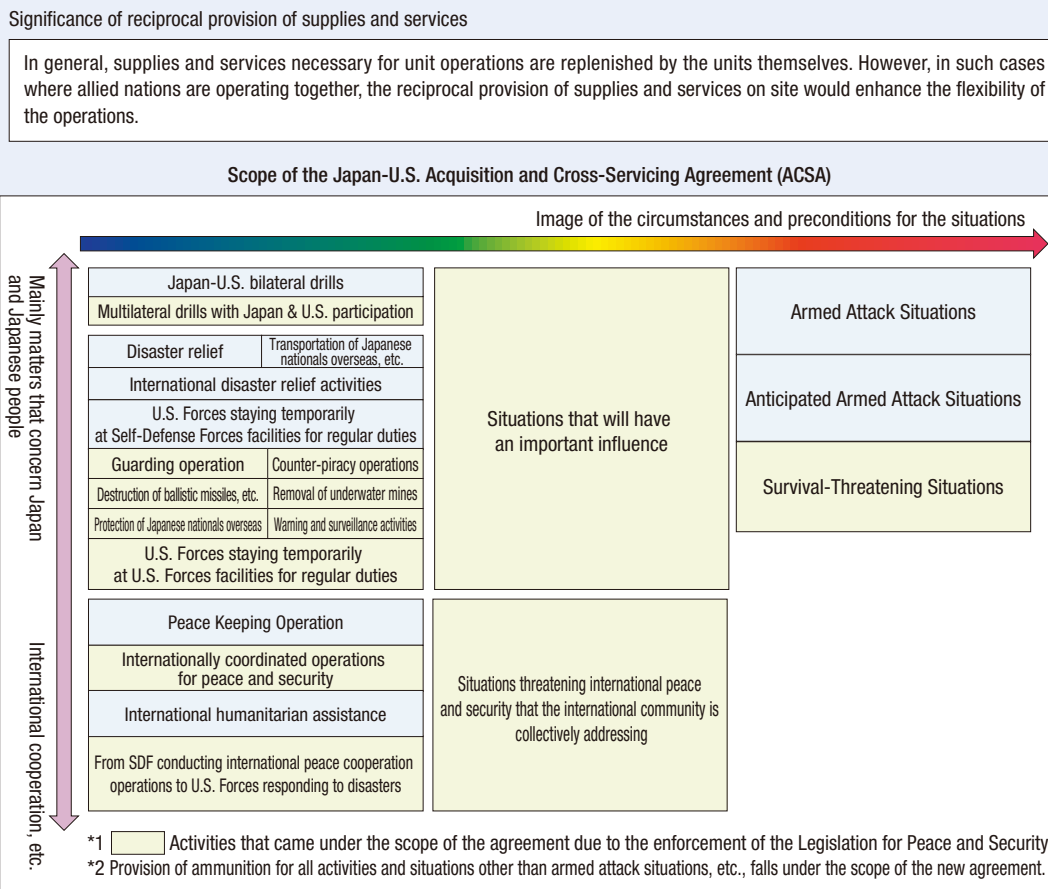 Significance of reciprocal provision of supplies and services
In general, supplies and services necessary for unit operations are replenished by the units themselves. However, in such cases
where allied nations are operating together, the reciprocal provision of supplies and services on site would enhance the flexibility of
the operations.
Scope of the Japan-U.S. Acquisition and Cross-Servicing Agreement (ACSA)
Image of the circumstances and preconditions for the situations
Mainly matters that concern Japan
and Japanese people
International cooperation, etc.
Japan-U.S. bilateral drills
Multilateral drills with Japan & U.S. participation
Disaster relief
Transportation of Japanese
nationals overseas, etc.
International disaster relief activities
U.S. Forces staying temporarily
at Self-Defense Forces facilities for regular duties
Guarding operation
Counter-piracy operations
Destruction of ballistic missiles, etc.
Removal of underwater mines
Protection of Japanese nationals overseas
Warning and surveillance activities
U.S. Forces staying temporarily
at U.S. Forces facilities for regular duties
Peace Keeping Operation
Internationally coordinated operations
for peace and security
International humanitarian assistance
From SDF conducting international peace cooperation
operations to U.S. Forces responding to disasters
Situations that will have
an important influence
Situations threatening international peace
and security that the international community is
collectively addressing
Armed Attack Situations
Anticipated Armed Attack Situations
Survival-Threatening Situations
*1 Activities that came under the scope of the agreement due to the enforcement of the Legislation for Peace and Security
*2 Provision of ammunition for all activities and situations other than armed attack situations, etc., falls under the scope of the new agreement.